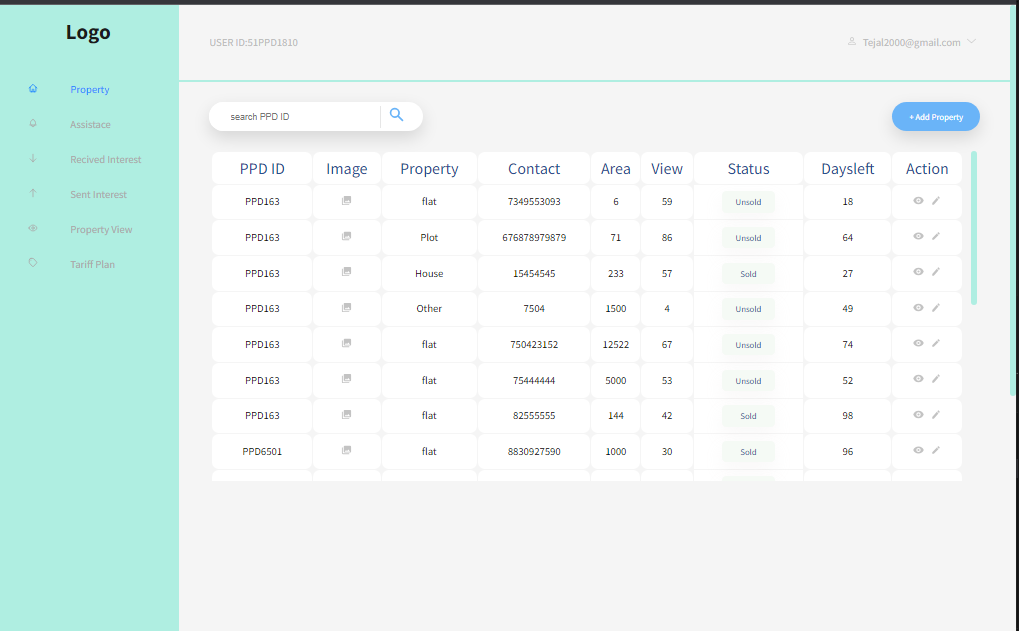 Logo
USER ID:51PPD1810
Tejal2000@gmail.com
Property
Assistace
Recived Interest
Sent Interest
Property View
Tariff Plan
search PPD ID
+ Add Property
PPD ID Image Property Contact Area View Status Daysleft Action
PPD163 flat 7349553093 6 59 Unsold 18
PPD163 Plot 676878979879 71 86 Unsold 64
PPD163 House 15454545 233 57 Sold 27
PPD163 Other 7504 1500 4 Unsold 49
PPD163 flat 750423152 12522 67 Unsold 74
PPD163 flat 75444444 5000 53 Unsold 52
PPD163 flat 82555555 144 42 Sold 98
PPD6501 flat 8830927590 1000 30 Sold 96